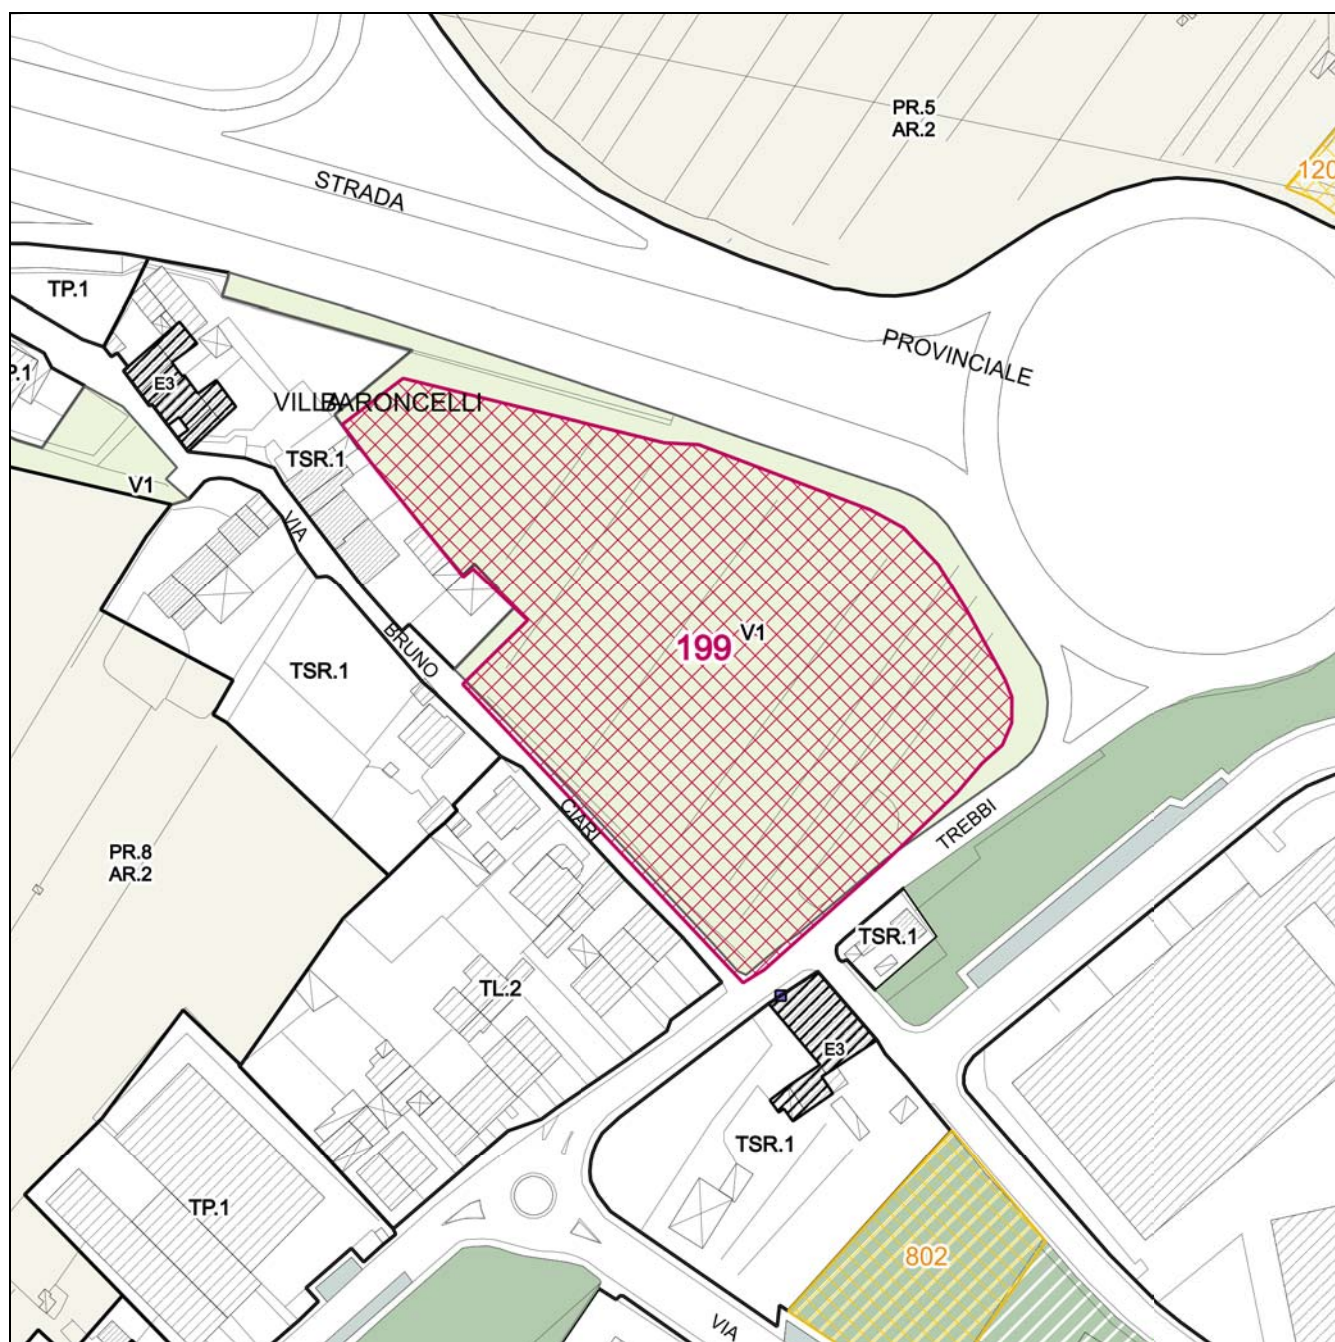 PR.5
AR.2
120
STRADA
TP.1
PROVINCIALE
P.1
E3
VILLA BARONCELLI
TSR.1
V1
VIA
V1
199
BRUNO
TSR.1
CIARI
TREBBI
PR.8
AR.2
TSR.1
TL.2
E3
TSR.1
TP.1
802
VIA